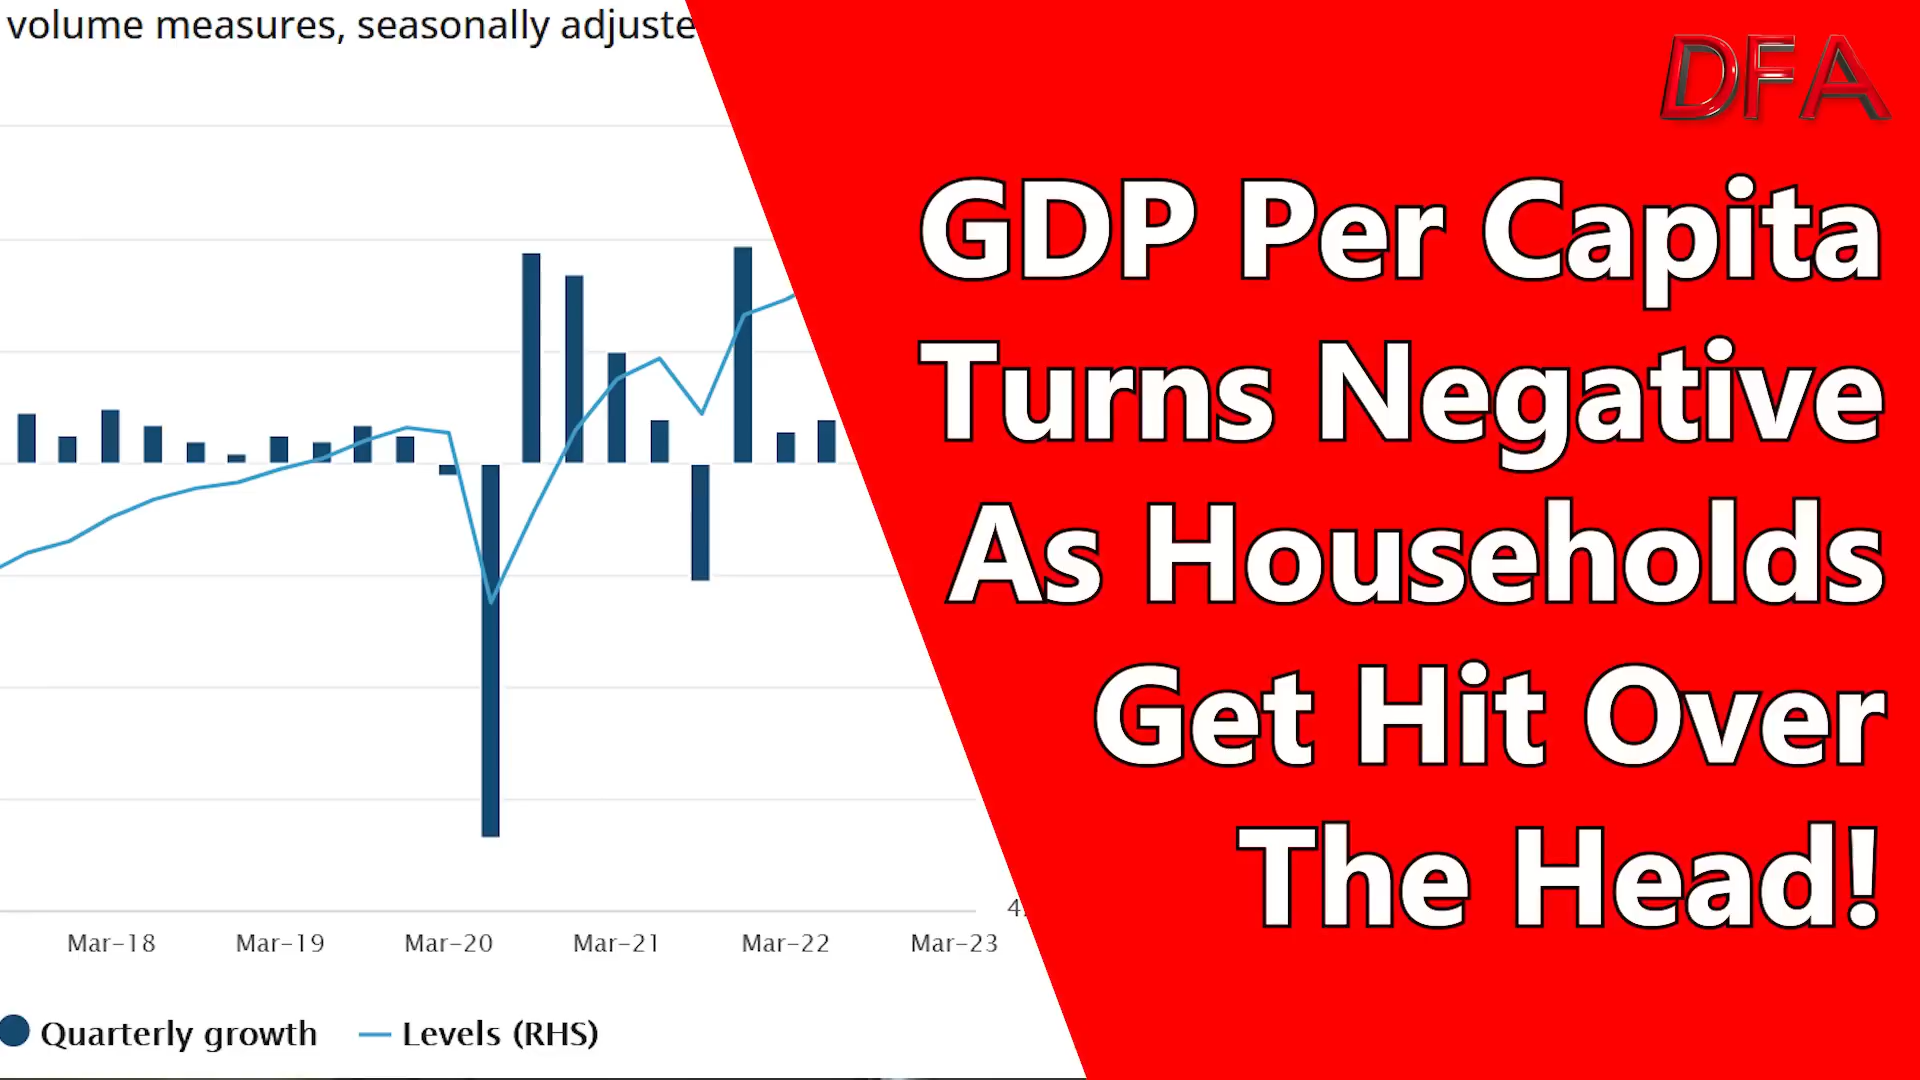 volume measures, seasonally adjuste
DFA
GDP Per Capita
Turns Negative
As Households
Get Hit Over
The Head!
4
Mar-18 Mar-19 Mar-20 Mar-21 Mar-22 Mar-23
Quarterly growth Levels (RHS)